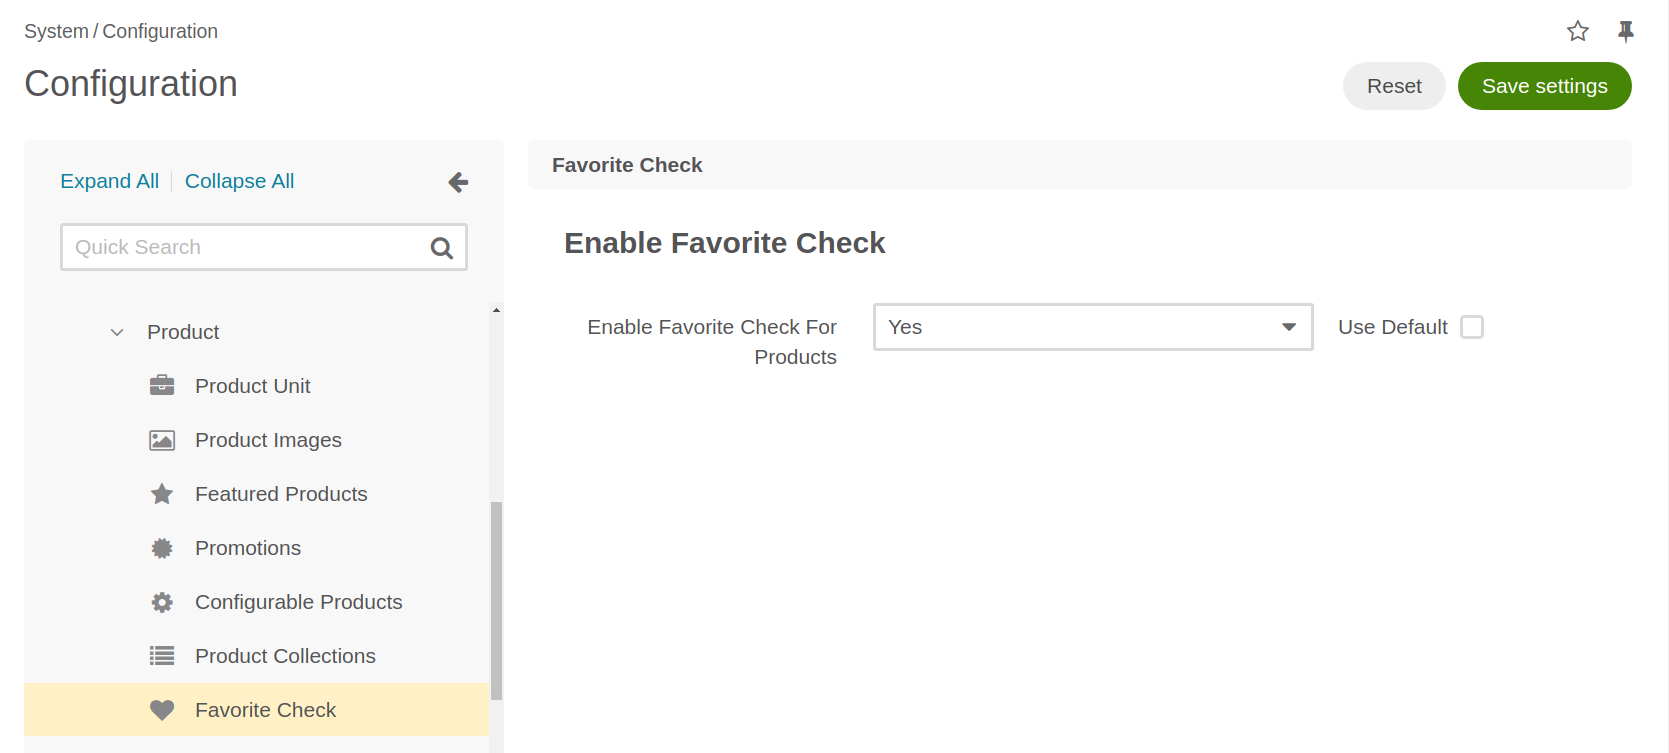 System / Configuration
Configuration
Reset
Save settings
Expand All
Collapse All
Quick Search
Product
Product Unit
Product Images
Featured Products
Promotions
Configurable Products
Product Collections
Favorite Check
Favorite Check
Enable Favorite Check
Enable Favorite Check For
Products
Yes
Use Default